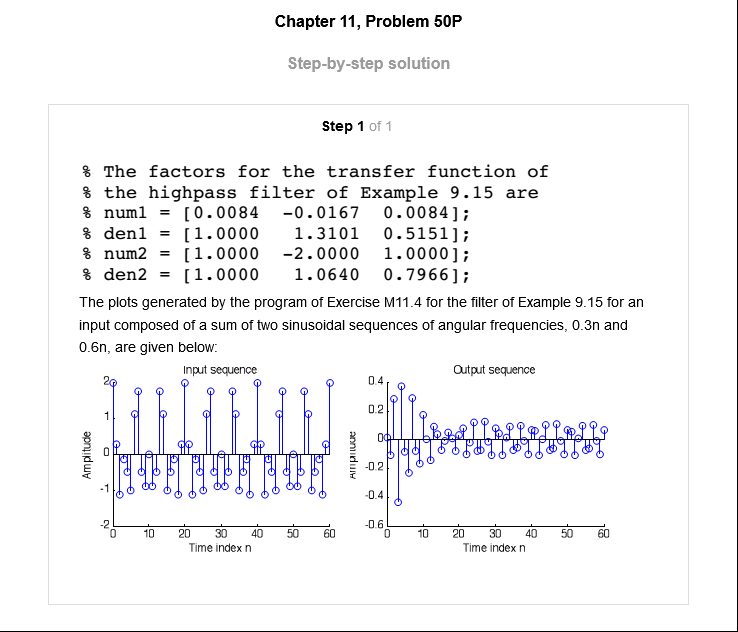 Chapter 11, Problem 50P
Step-by-step solution
Step 1 of 1
% The factors for the transfer function of
% the highpass filter of Example 9.15 are
% num1 = [0.0084 -0.0167 0.0084];
% den1 = [1.0000 1.3101 0.5151];
% num2 = [1.0000 -2.0000 1.0000];
% den2 = [1.0000 1.0640 0.7966];
The plots generated by the program of Exercise M11.4 for the filter of Example 9.15 for an
input composed of a sum of two sinusoidal sequences of angular frequencies, 0.3n and
0.6n, are given below:
Input sequence
2
1
0
-1
-2
Amplitude
0 10 20 30 40 50 60
Time index n
Output sequence
0.4
0.2
0
-0.2
-0.4
-0.6
Amplitude
0 10 20 30 40 50 60
Time index n